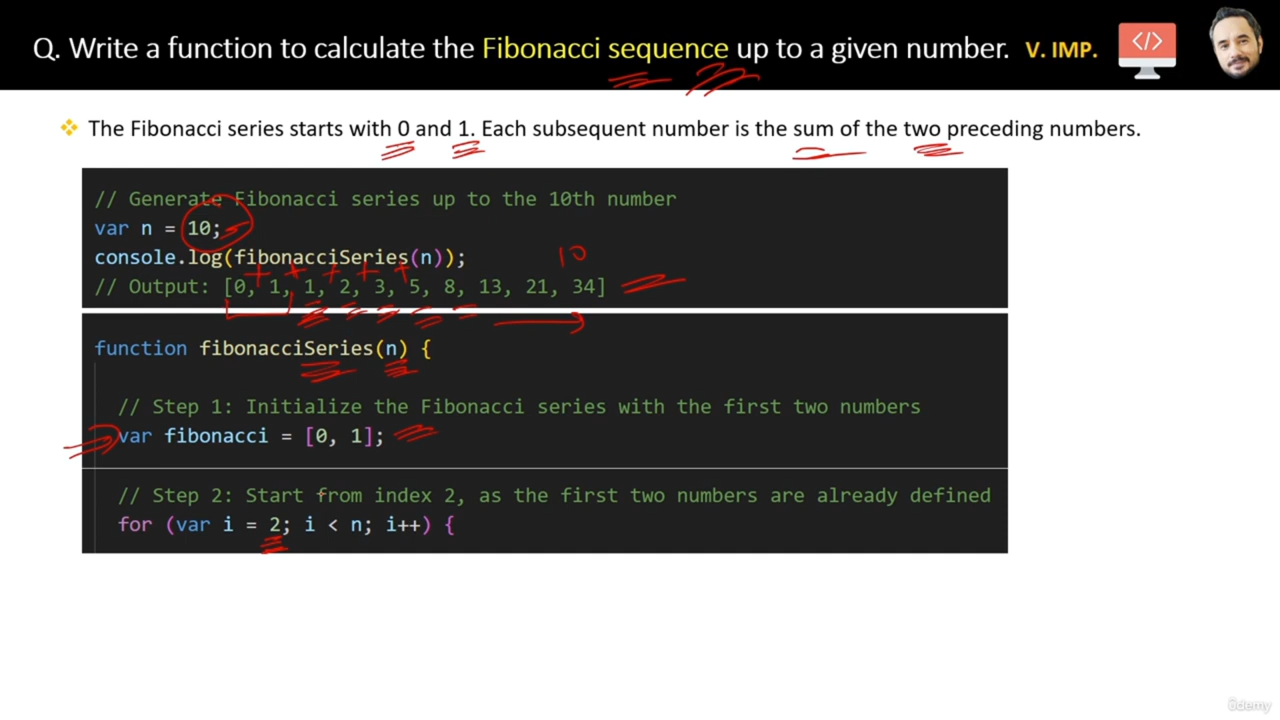 Q. Write a function to calculate the Fibonacci sequence up to a given number. V. IMP. </>
The Fibonacci series starts with 0 and 1. Each subsequent number is the sum of the two preceding numbers.
// Generate Fibonacci series up to the 10th number
var n = 10;
console.log(fibonacciSeries(n));
10
// Output: [0, 1, 1, 2, 3, 5, 8, 13, 21, 34]
function fibonacciSeries(n) {
// Step 1: Initialize the Fibonacci series with the first two numbers
var fibonacci = [0, 1];
// Step 2: Start from index 2, as the first two numbers are already defined
for (var i = 2; i < n; i++) {
ûdemy